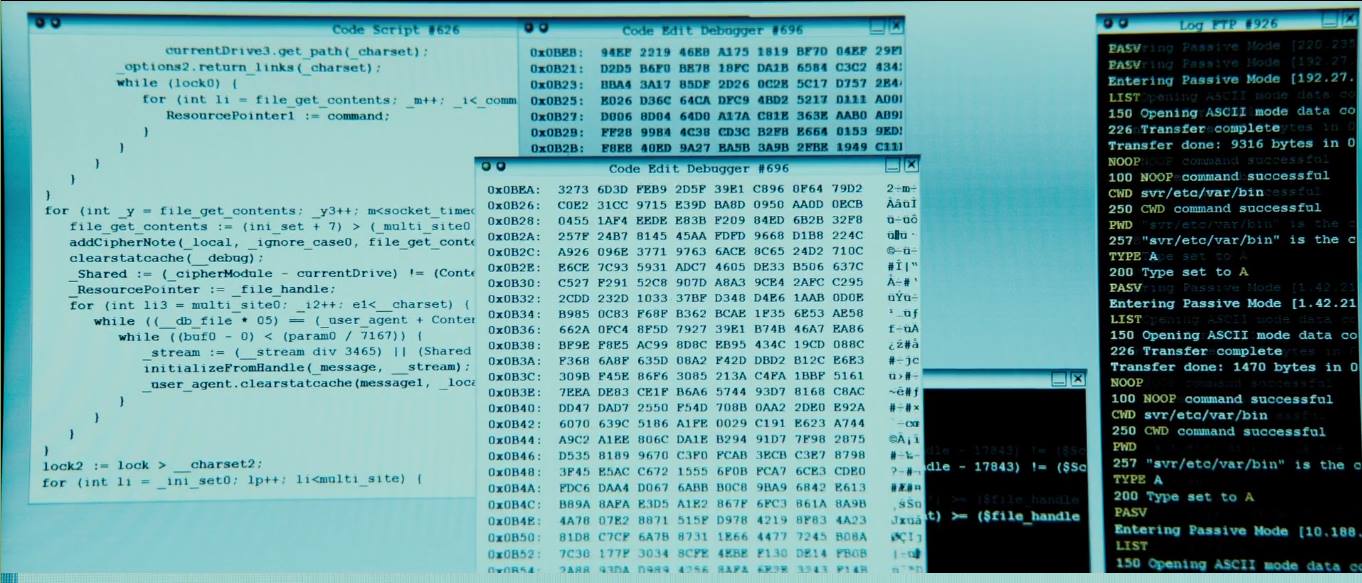 Code Script #626
currentDrive3.get_path(_charset);
_options2.return_links(_charset);
while (lock0) {
for (int li = file_get_contents; _m++; _i<_comm
ResourcePointer1 := command;
}
}
}
}
}
for (int _y = file_get_contents; _y3++; m<socket_timeo
file_get_contents := (ini_set + 7) > (_multi_site0
addCipherNote(_local, _ignore_case0, file_get_conte
clearstatcache(__debug);
_Shared := (_cipherModule - currentDrive) != (Conte
_ResourcePointer := _file_handle;
for (int li3 = multi_site0; _i2++; e1<__charset) {
while ((__db_file * 05) == (_user_agent + Conten
while ((buf0 - 0) < (param0 / 7167)) {
_stream := (__stream div 3465) || (Shared
initializeFromHandle(_message, __stream);
_user_agent.clearstatcache(message1, _loca
}
}
}
}
lock2 := lock > __charset2;
for (int li = _ini_set0; lp++; li<multi_site) {
Code Edit Debugger #696
0x0BE8: 94EF 2219 46E8 A175 1819 BF7D 04EF 29F
0x0B21: D2D5 B6F0 BE78 18FC DA1B 6584 C3C2 434
0x0B23: BBA4 3A17 85DF 2D26 0C2E 5C17 D757 2E4
0x0B25: E026 D36C 64CA DFC9 4BD2 5217 D111 AD0
0x0B27: D006 8D04 64D0 A17A C81E 363E AAB0 AB9
0x0B29: FF28 9984 4C38 CD3C B2F8 E664 0153 9ED
0x0B2B: F8E8 40ED 9A27 EA5B 3A9B 2FBE 1949 C11
Code Edit Debugger #696
0x0BEA: 3273 6D3D FEB9 2D5F 39E1 C896 0F64 79D2 2÷m÷
0x0B26: C0E2 31CC 9715 E39D BA8D 0950 AA0D 0ECB
0x0B28: 0455 1AF4 EEDE E83B F209 84ED 6B2B 32F8
0x0B2A: 257F 24B7 8145 45AA FDFD 9668 D1B8 224C
0x0B2C: A926 096E 3771 9763 6ACE 8C65 24D2 710C
0x0B2E: E6CE 7C93 5931 ADC7 4605 DE33 B506 637C
0x0B30: C527 F291 52C8 907D A8A3 9CE4 2AFC C295
0x0B32: 2CDD 232D 1033 37BF D348 D4E6 1AAB 0D0E
0x0B34: B985 0C83 F68F B362 BCAE 1F35 6E53 AE58
0x0B36: 662A 0FC4 8F5D 7927 39E1 B74B 46A7 EA86
0x0B38: BF9E F8E5 AC99 8D8C EB95 434C 19CD 088C
0x0B3A: F368 6A8F 635D 08A2 F42D DBD2 B12C E6E3
0x0B3C: 309B F45E 86F6 3085 213A C4FA 1BBF 5161
0x0B3E: 7EEA DE83 CE1F B6A6 5744 93D7 8168 C8AC
0x0B40: DD47 DAD7 2550 F54D 708B 0AA2 2DE0 E92A
0x0B42: 6070 639C 5186 A1FE 0029 C191 E623 A744
0x0B44: A9C2 A1EE 806C DA1E B294 91D7 7F98 2875
0x0B46: D535 8189 9670 C3F0 FCAB 3ECB C3E7 8798
0x0B48: 3F45 E5AC C672 1555 6F0B FCA7 6CE3 CDE0
0x0B4A: FDC6 DAA4 D067 6ABB B0C8 9BA9 6842 E613
0x0B4C: B89A 8AFA E3D5 A1E2 867F 6FC3 861A 8A9B
0x0B4E: 4A78 07E2 8871 515F D978 4219 8F83 4A23
0x0B50: 81D8 C7CF 6A7B 8731 1E66 4477 7245 B08A
0x0B52: 7C30 177F 3034 8CFE 4EBE F130 DE14 FB0B
0x0B54: 2A88 93DA D989 4256 8AFA 6E2E 3243 F14B
dle - 17843) != ($Sc
t) >= ($file_handle
Log FTP #926
PASV
PASV
Entering Passive Mode [192.27.
LIST
150 Opening ASCII mode data co
226 Transfer complete
Transfer done: 9316 bytes in 0
NOOP
100 NOOP command successful
CWD svr/etc/var/bin
250 CWD command successful
PWD
257 "svr/etc/var/bin" is the c
TYPE A
200 Type set to A
PASV
Entering Passive Mode [1.42.21
LIST
150 Opening ASCII mode data co
226 Transfer complete
Transfer done: 1470 bytes in 0
NOOP
100 NOOP command successful
CWD svr/etc/var/bin
250 CWD command successful
PWD
257 "svr/etc/var/bin" is the c
TYPE A
200 Type set to A
PASV
Entering Passive Mode [10.188.
LIST
150 Opening ASCII mode data co